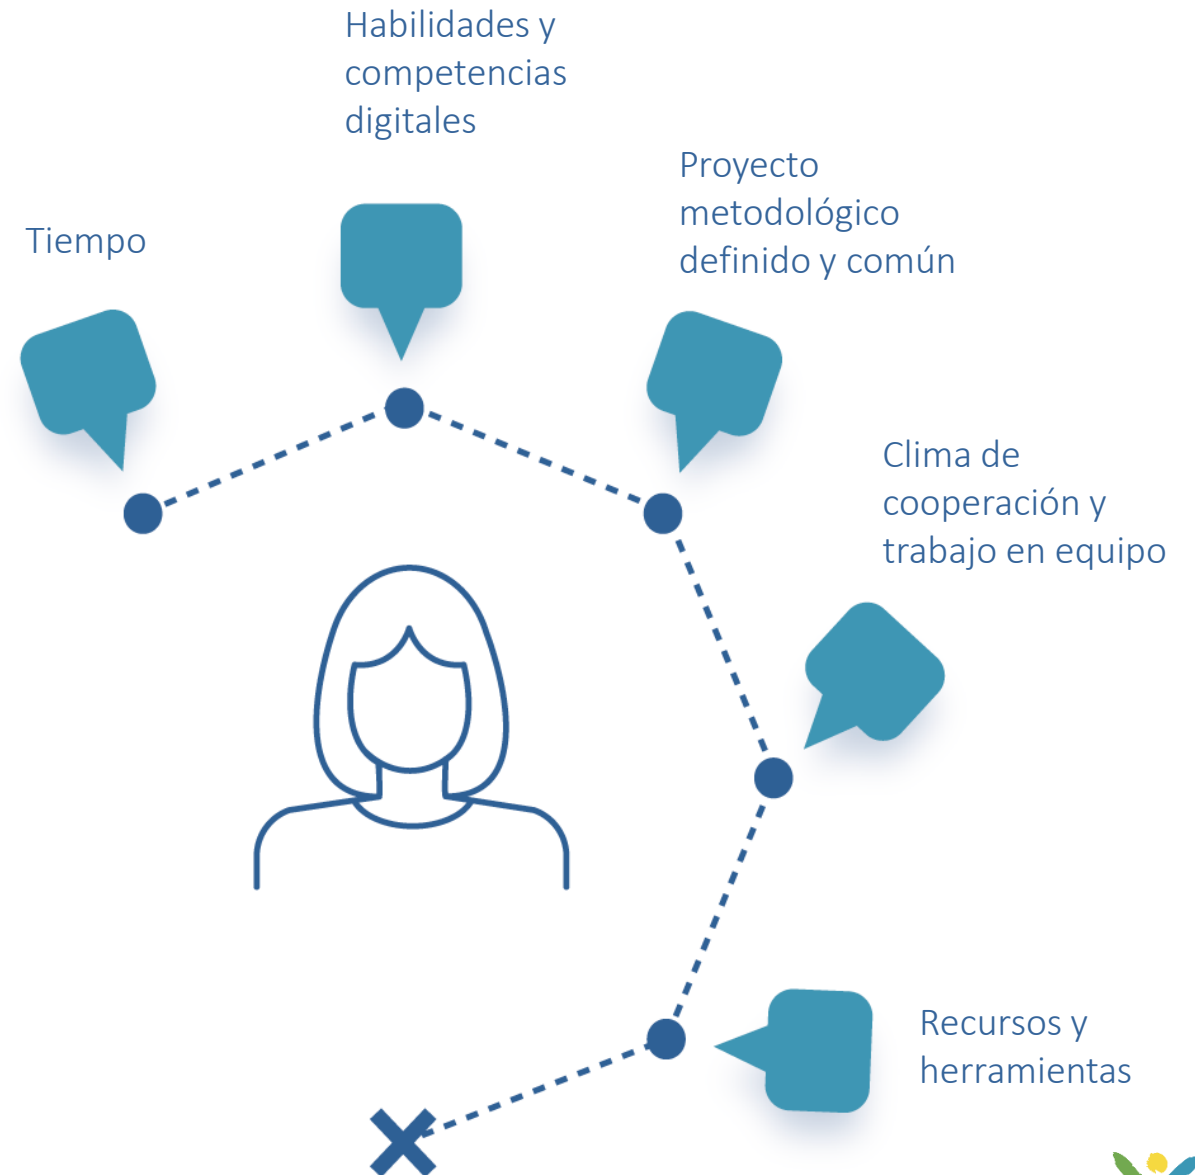 Habilidades y
competencias
digitales
Proyecto
metodológico
definido y común
Tiempo
Clima de
cooperación y
trabajo en equipo
Recursos y
herramientas